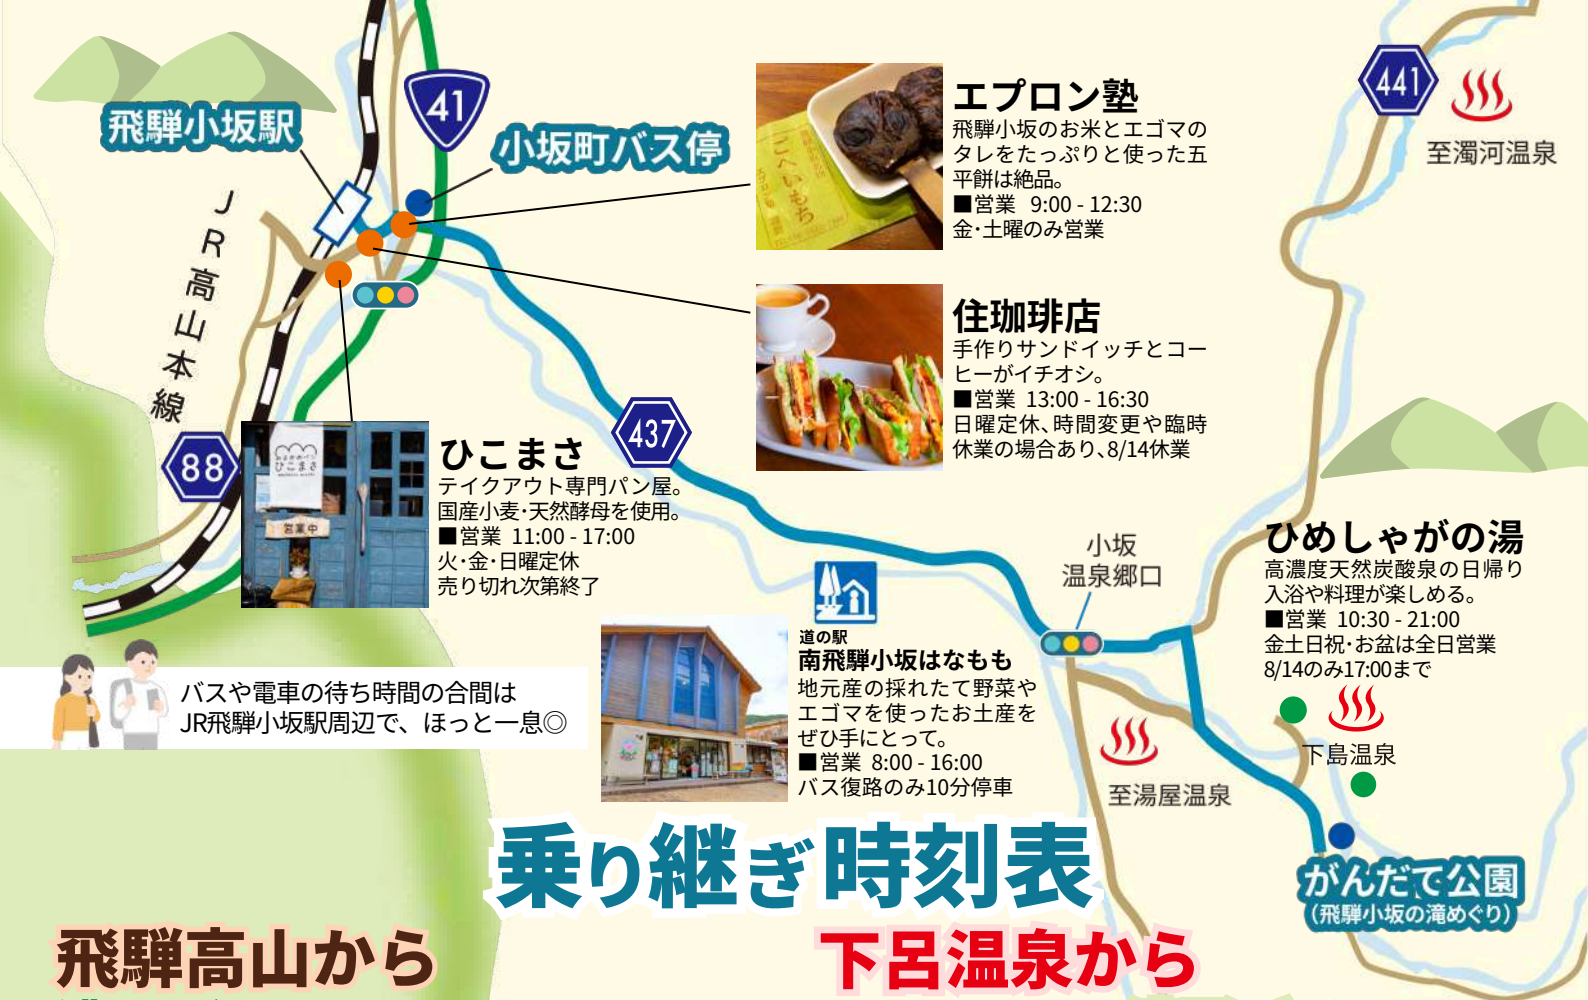 飛騨小坂駅
41
小坂町バス停
JR高山本線
88
437
441
至濁河温泉
エプロン塾
飛騨小坂のお米とエゴマの
タレをたっぷりと使った五
平餅は絶品。
■営業 9:00 - 12:30
金・土曜のみ営業
ごへいもち
住珈琲店
手作りサンドイッチとコー
ヒーがイチオシ。
■営業 13:00 - 16:30
日曜定休、時間変更や臨時
休業の場合あり、8/14休業
ひこまさ
営業中
ひこまさ
テイクアウト専門パン屋。
国産小麦・天然酵母を使用。
■営業 11:00 - 17:00
火・金・日曜定休
売り切れ次第終了
小坂
温泉郷口
ひめしゃがの湯
高濃度天然炭酸泉の日帰り
入浴や料理が楽しめる。
■営業 10:30 - 21:00
金土日祝・お盆は全日営業
8/14のみ17:00まで
下島温泉
道の駅
南飛騨小坂はなもも
地元産の採れたて野菜や
エゴマを使ったお土産を
ぜひ手にとって。
■営業 8:00 - 16:00
バス復路のみ10分停車
至湯屋温泉
バスや電車の待ち時間の合間は
JR飛騨小坂駅周辺で、ほっと一息◎
がんだて公園
(飛騨小坂の滝めぐり)
乗り継ぎ時刻表
飛騨高山から
下呂温泉から